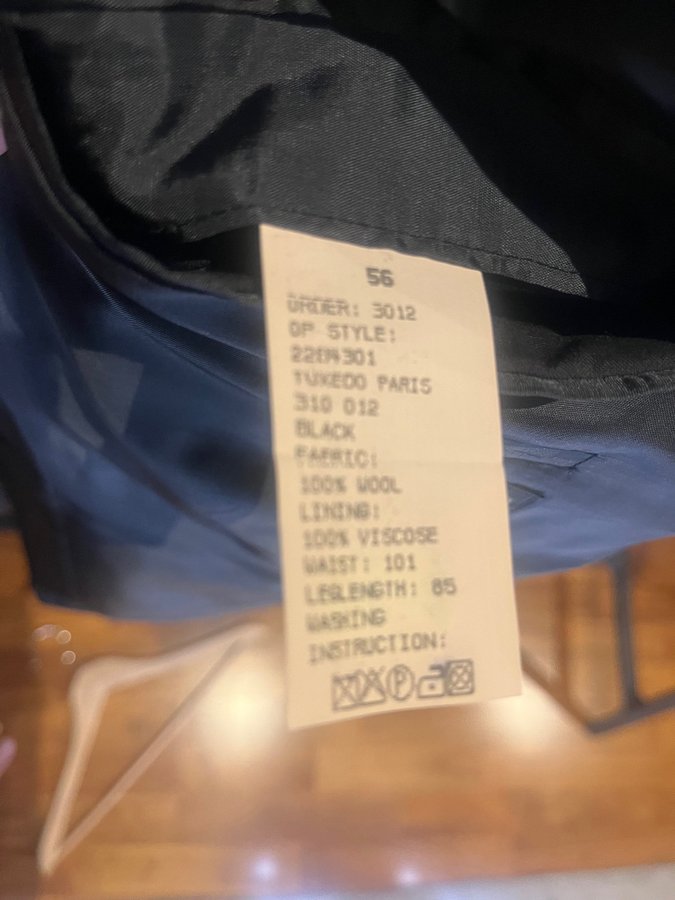 56
ORDER: 3012
OP STYLE:
2284301
TUXEDO PARIS
310 012
BLACK
FABRIC:
100% WOOL
LINING:
100% VISCOSE
WAIST: 101
LEGLENGTH: 85
WASHING
INSTRUCTION:
P